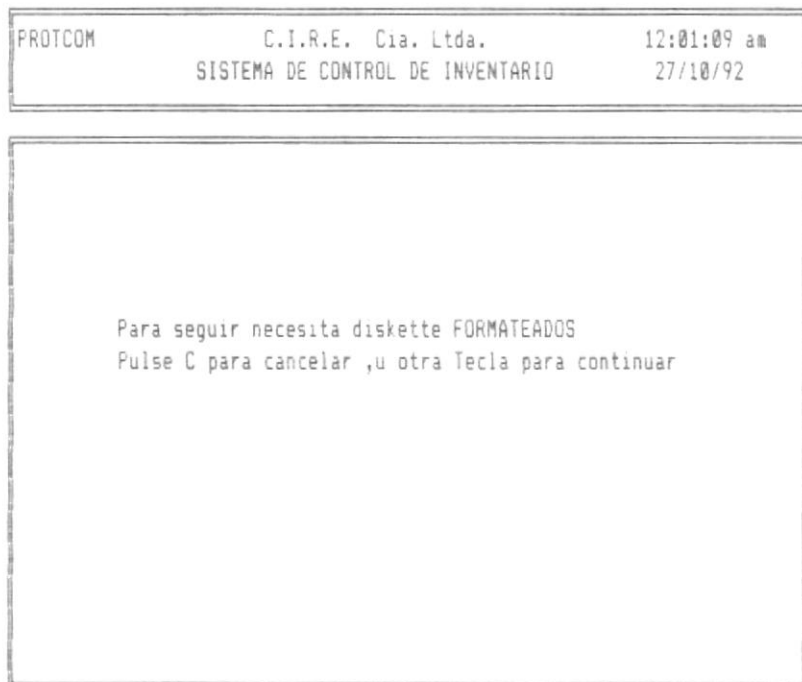 PROTCOM C.I.R.E. Cia. Ltda. 12:01:09 am
SISTEMA DE CONTROL DE INVENTARIO 27/10/92
Para seguir necesita diskette FORMATEADOS
Pulse C para cancelar ,u otra Tecla para continuar